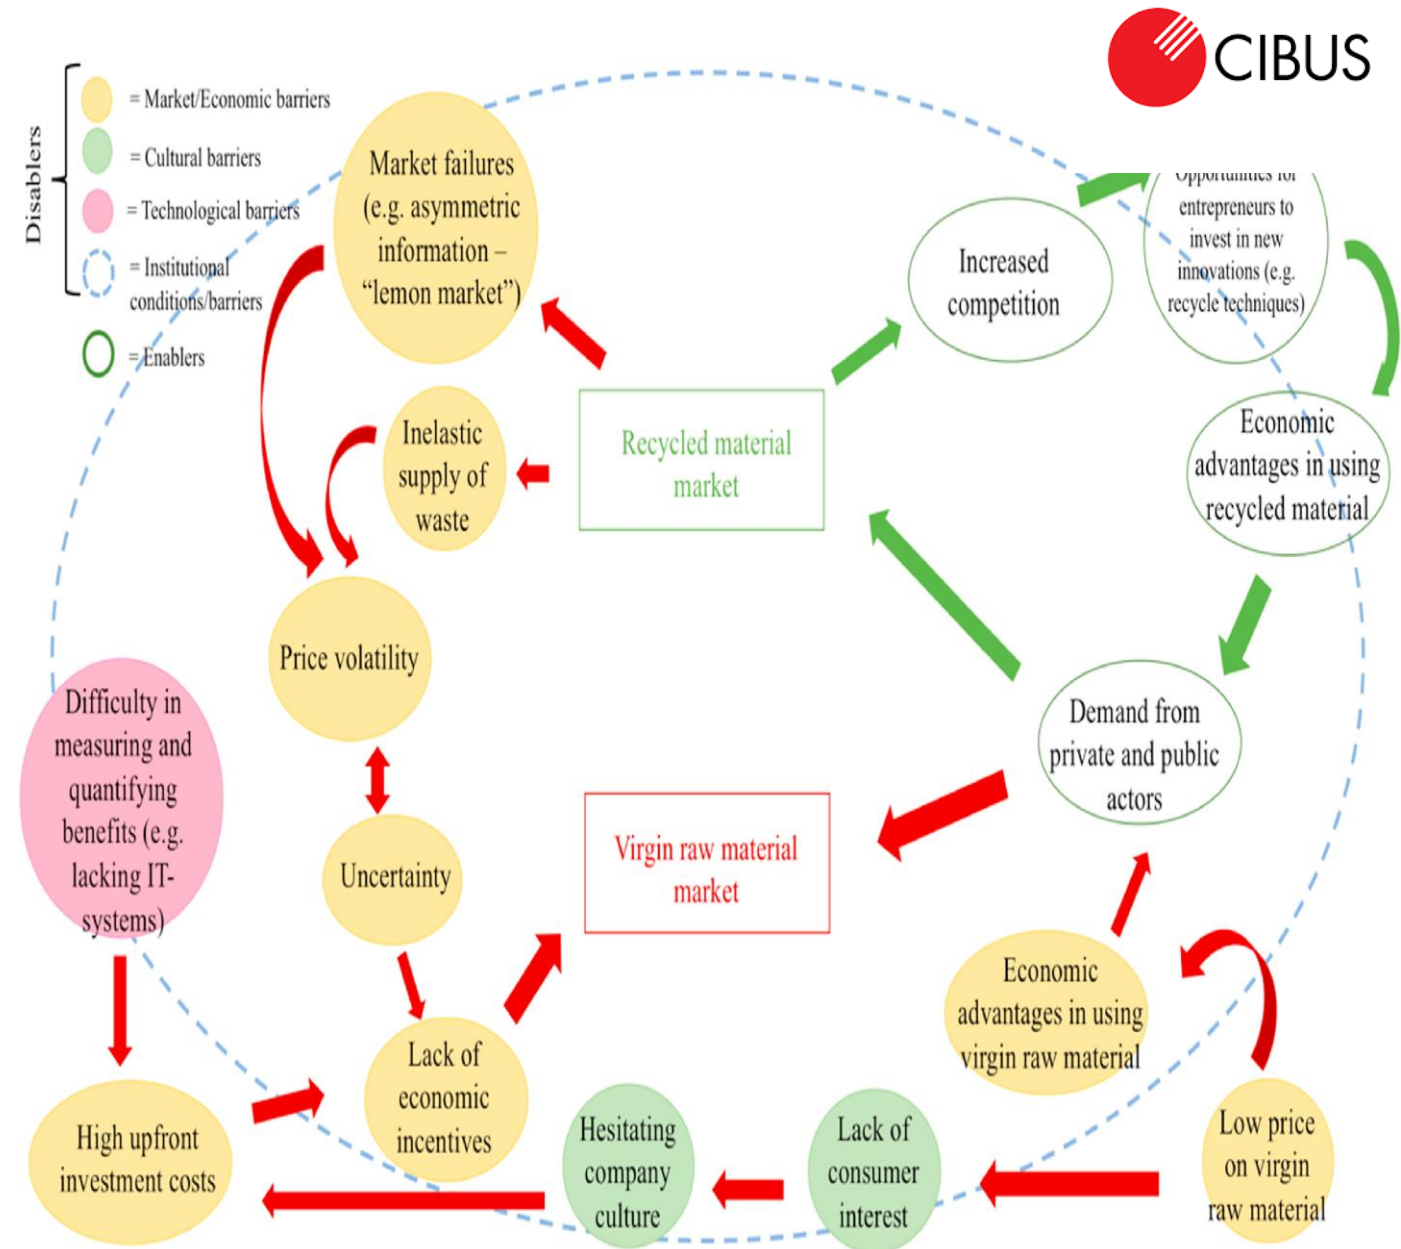 CIBUS
Disablers
= Market/Economic barriers
= Cultural barriers
= Technological barriers
= Institutional
conditions/barriers
= Enablers
Market failures
(e.g. asymmetric
information –
“lemon market”)
Increased
competition
Opportunities for
entrepreneurs to
invest in new
innovations (e.g.
recycle techniques)
Inelastic
supply of
waste
Recycled material
market
Economic
advantages in using
recycled material
Price volatility
Difficulty in
measuring and
quantifying
benefits (e.g.
lacking IT-
systems)
Demand from
private and public
actors
Uncertainty
Virgin raw material
market
Economic
advantages in using
virgin raw material
Lack of
economic
incentives
High upfront
investment costs
Hesitating
company
culture
Lack of
consumer
interest
Low price
on virgin
raw material